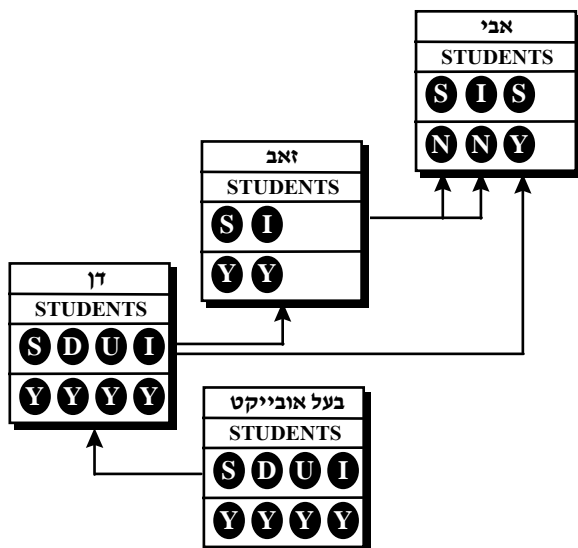 אבי
STUDENTS
S I S
N N Y
זאב
STUDENTS
S I
Y Y
דן
STUDENTS
S D U I
Y Y Y Y
בעל אובייקט
STUDENTS
S D U I
Y Y Y Y